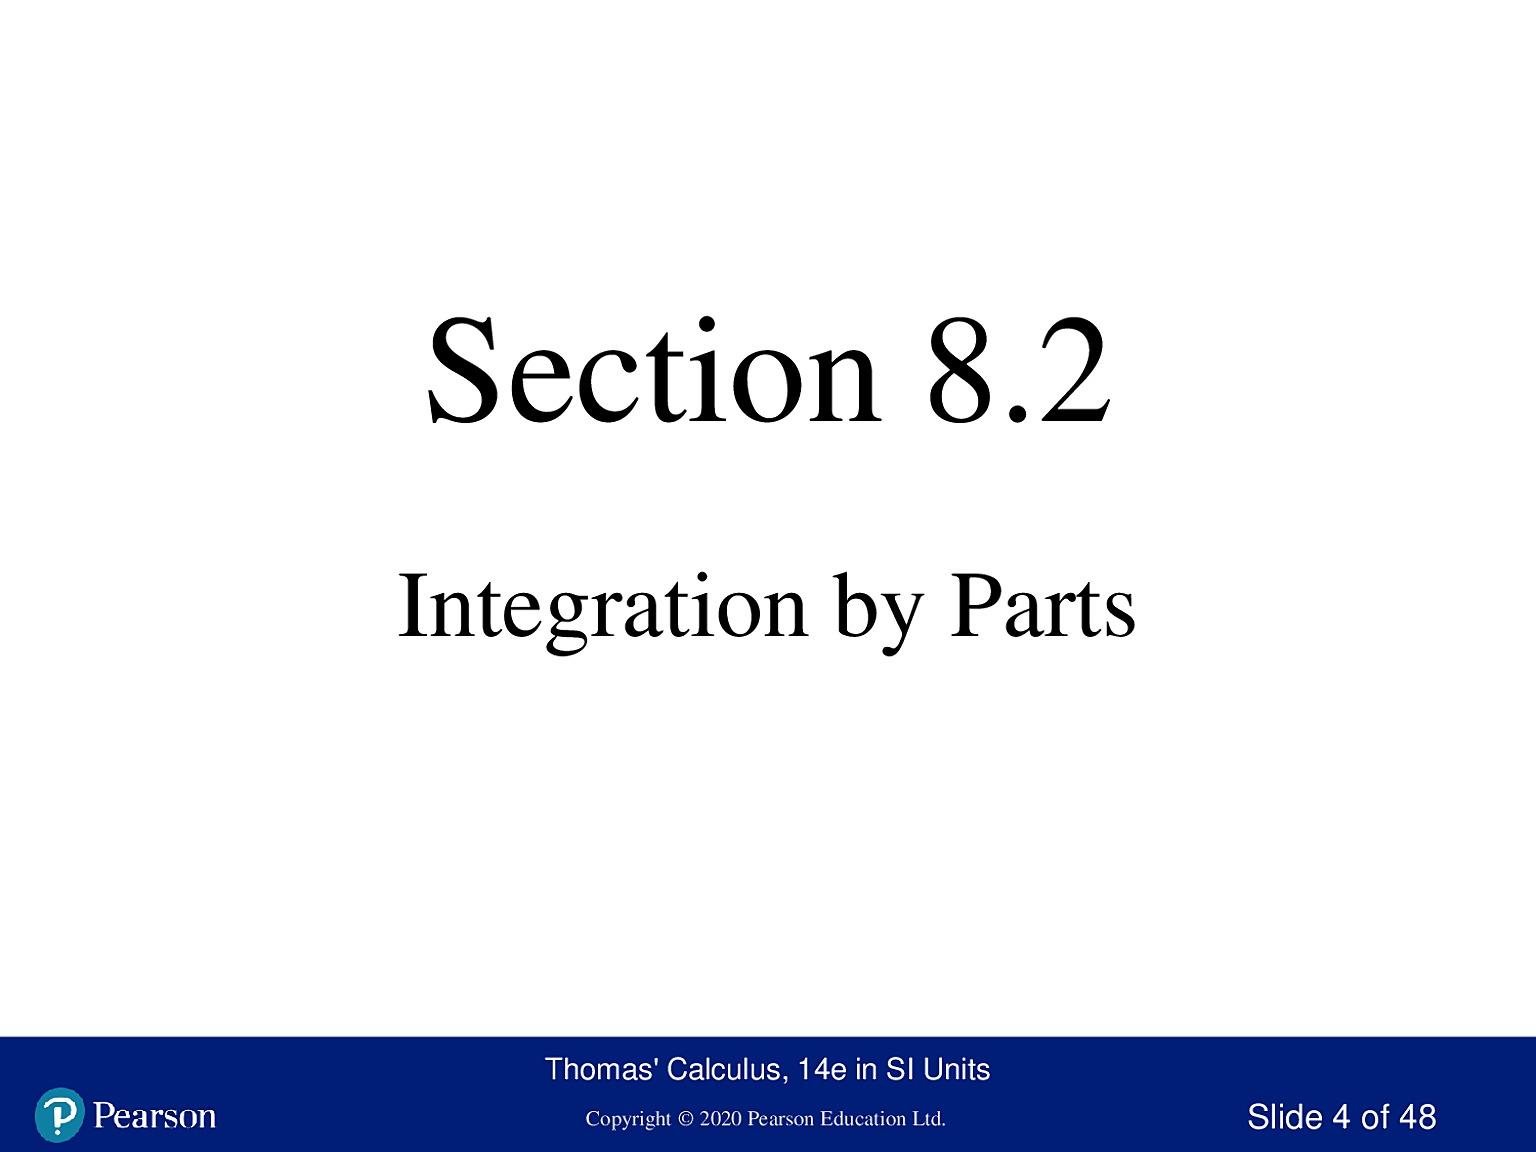 Section 8.2
Integration by Parts
Thomas' Calculus, 14e in SI Units
Pearson
Copyright © 2020 Pearson Education Ltd.
Slide 4 of 48